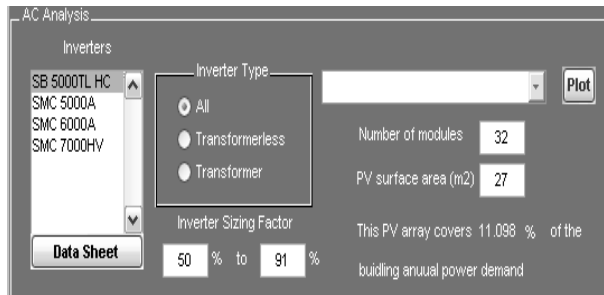 AC Analysis
Inverters
SB 5000TL HC
SMC 5000A
SMC 6000A
SMC 7000HV
Data Sheet
Inverter Type
All
Transformerless
Transformer
Inverter Sizing Factor
50 % to 91 %
Plot
Number of modules 32
PV surface area (m2) 27
This PV array covers 11.098 % of the
buidling anuual power demand